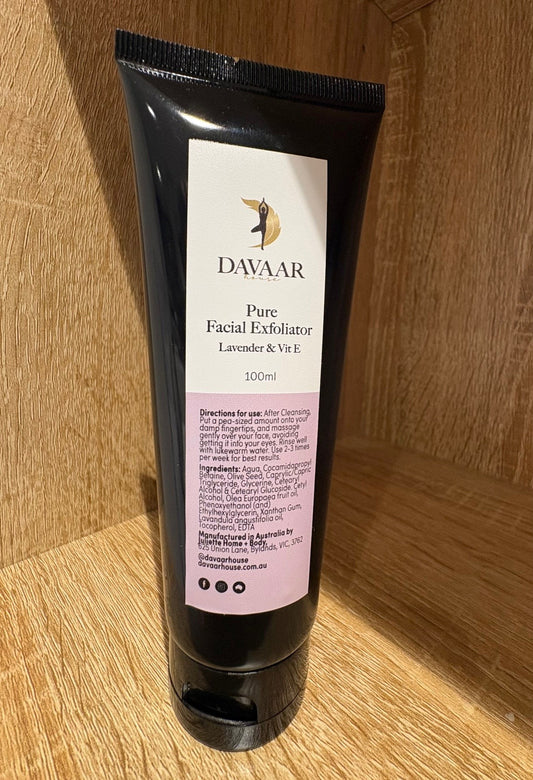 DAVAAR
house
Pure
Facial Exfoliator
Lavender & Vit E
100ml
Directions for use: After Cleansing,
Put a pea-sized amount onto your
damp fingertips, and massage
gently over your face, avoiding
getting it into your eyes. Rinse well
with lukewarm water. Use 2-3 times
per week for best results.
Ingredients: Aqua, Cocamidapropyl
Betaine, Olive Seed, Caprylic/Capric
Triglyceride, Glycerine, Cetearyl
Alcohol & Cetearyl Glucoside. Cetyl
Alcohol, Olea Europaea fruit oil,
Phenoxyethanol (and)
Ethylhexylglycerin, Xanthan Gum,
Lavandula angustifolia oil,
Tocopherol, EDTA
Manufactured in Australia by
Juliette Home + Body,
625 Union Lane, Bylands, VIC, 3762
@davaarhouse
davaarhouse.com.au